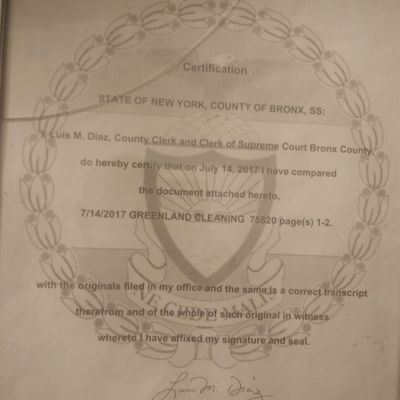 Certification
STATE OF NEW YORK, COUNTY OF BRONX, SS:
I, Luis M. Diaz, County Clerk and Clerk of Supreme Court Bronx County,
do hereby certify that on July 14, 2017 I have compared
the document attached hereto,
7/14/2017 GREENLAND CLEANING 75820 page(s) 1-2.
with the originals filed in my office and the same is a correct transcript
NE CEDE MALIS
therefrom and of the whole of such original in witness
whereto I have affixed my signature and seal.
Luis M. Diaz